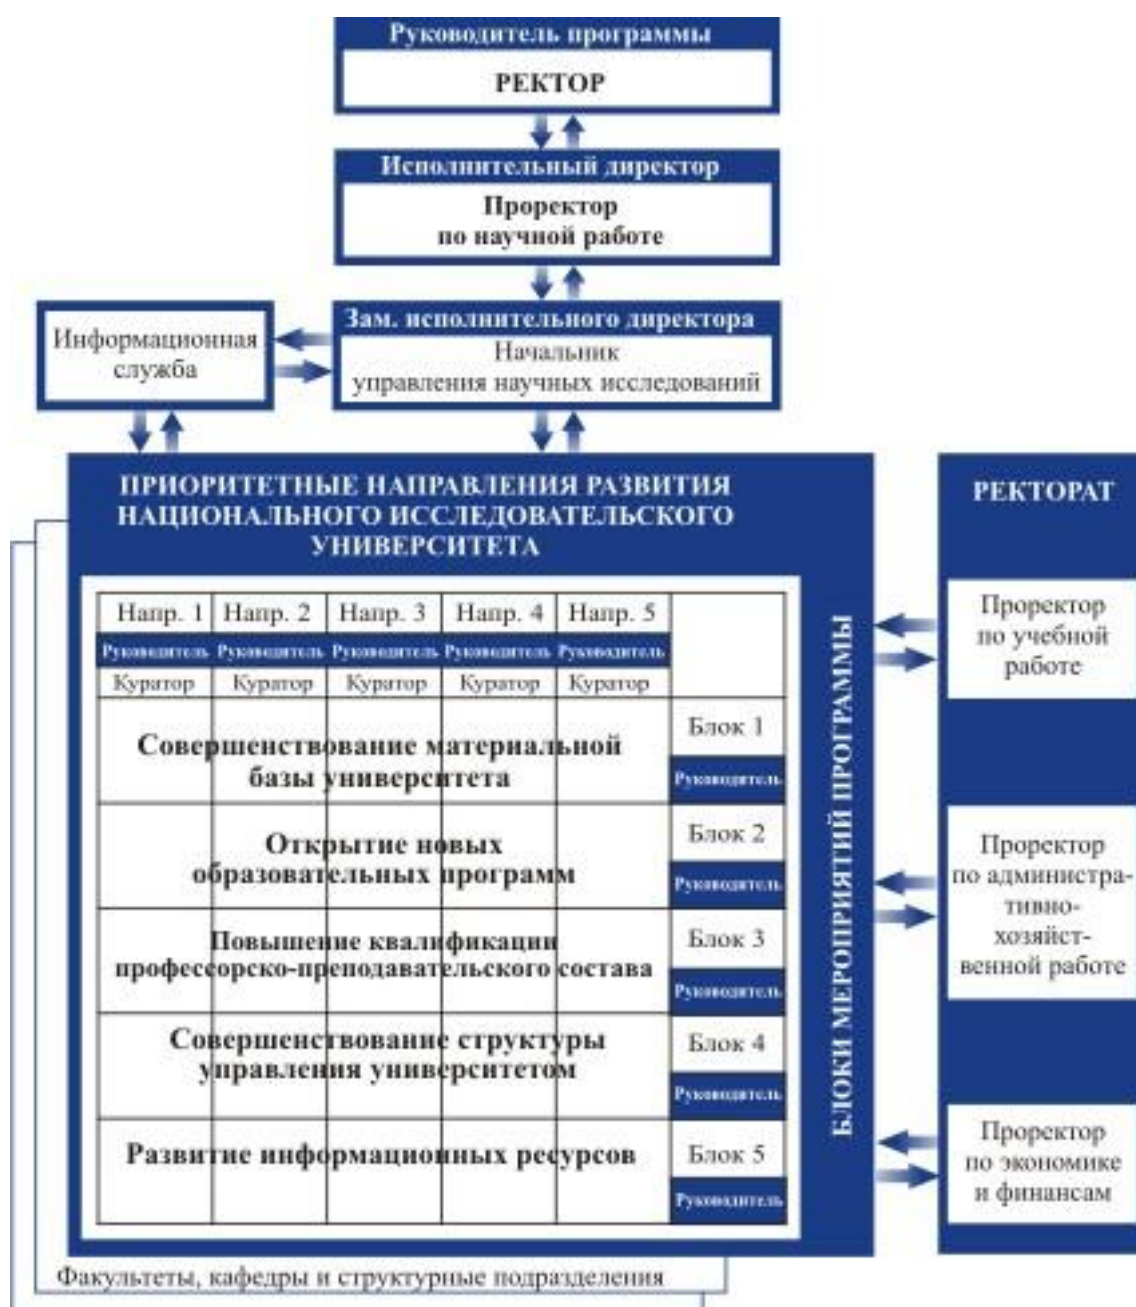 Руководитель программы
РЕКТОР
Исполнительный директор
Проректор
по научной работе
Информационная
служба
Зам. исполнительного директора
Начальник
управления научных исследований
ПРИОРИТЕТНЫЕ НАПРАВЛЕНИЯ РАЗВИТИЯ
НАЦИОНАЛЬНОГО ИССЛЕДОВАТЕЛЬСКОГО
УНИВЕРСИТЕТА
Напр. 1 Напр. 2 Напр. 3 Напр. 4 Напр. 5
Руководитель Руководитель Руководитель Руководитель Руководитель
Куратор Куратор Куратор Куратор Куратор
Совершенствование материальной
базы университета
Блок 1
Руководитель
Открытие новых
образовательных программ
Блок 2
Руководитель
Повышение квалификации
профессорско-преподавательского состава
Блок 3
Руководитель
Совершенствование структуры
управления университетом
Блок 4
Руководитель
Развитие информационных ресурсов
Блок 5
Руководитель
БЛОКИ МЕРОПРИЯТИЙ ПРОГРАММЫ
РЕКТОРАТ
Проректор
по учебной
работе
Проректор
по администра-
тивно-
хозяйст-
венной работе
Проректор
по экономике
и финансам
Факультеты, кафедры и структурные подразделения